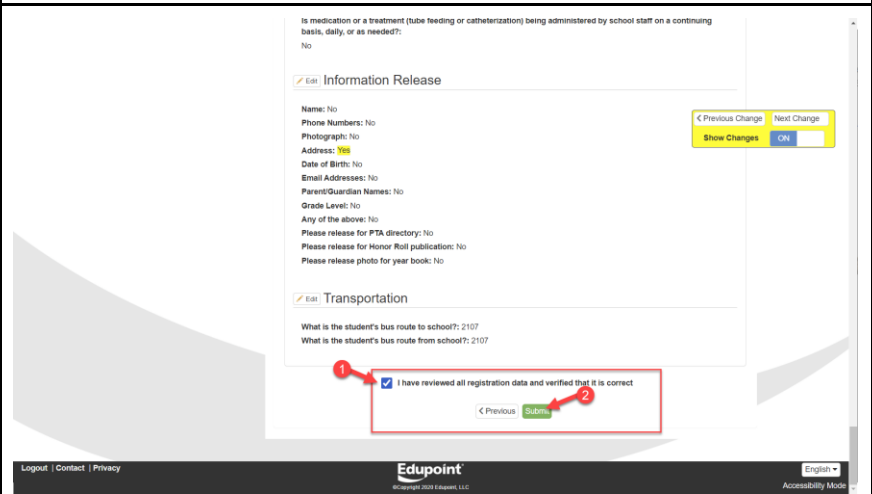 Is medication or a treatment (tube feeding or catheterization) being administered by school staff on a continuing
basis, daily, or as needed?:
No
Edit Information Release
Name: No
Phone Numbers: No
Photograph: No
Address: Yes
Date of Birth: No
Email Addresses: No
Parent/Guardian Names: No
Grade Level: No
Any of the above: No
Please release for PTA directory: No
Please release for Honor Roll publication: No
Please release photo for year book: No
Previous Change Next Change
Show Changes ON
Edit Transportation
What is the student's bus route to school?: 2107
What is the student's bus route from school?: 2107
1
I have reviewed all registration data and verified that it is correct
2
Previous Submit
Logout | Contact | Privacy
Edupoint
©Copyright 2020 Edupoint, LLC
English
Accessibility Mode